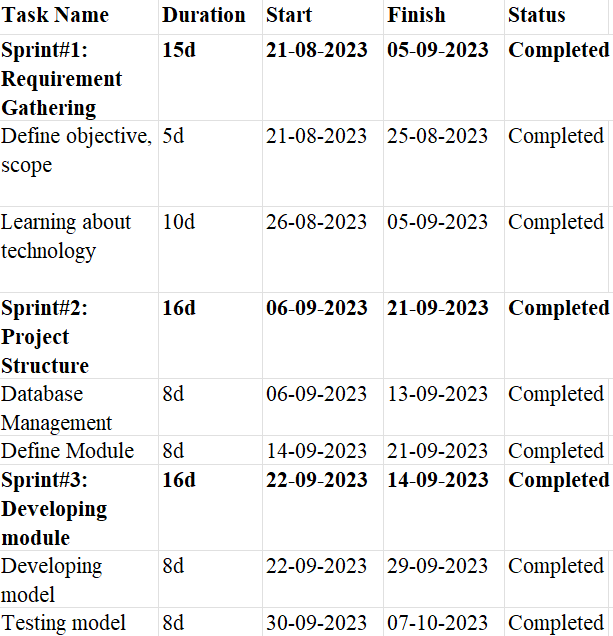 Task Name Duration Start Finish Status
Sprint#1: 15d 21-08-2023 05-09-2023 Completed
Requirement
Gathering
Define objective, 5d 21-08-2023 25-08-2023 Completed
scope
Learning about 10d 26-08-2023 05-09-2023 Completed
technology
Sprint#2: 16d 06-09-2023 21-09-2023 Completed
Project
Structure
Database 8d 06-09-2023 13-09-2023 Completed
Management
Define Module 8d 14-09-2023 21-09-2023 Completed
Sprint#3: 16d 22-09-2023 14-09-2023 Completed
Developing
module
Developing 8d 22-09-2023 29-09-2023 Completed
model
Testing model 8d 30-09-2023 07-10-2023 Completed